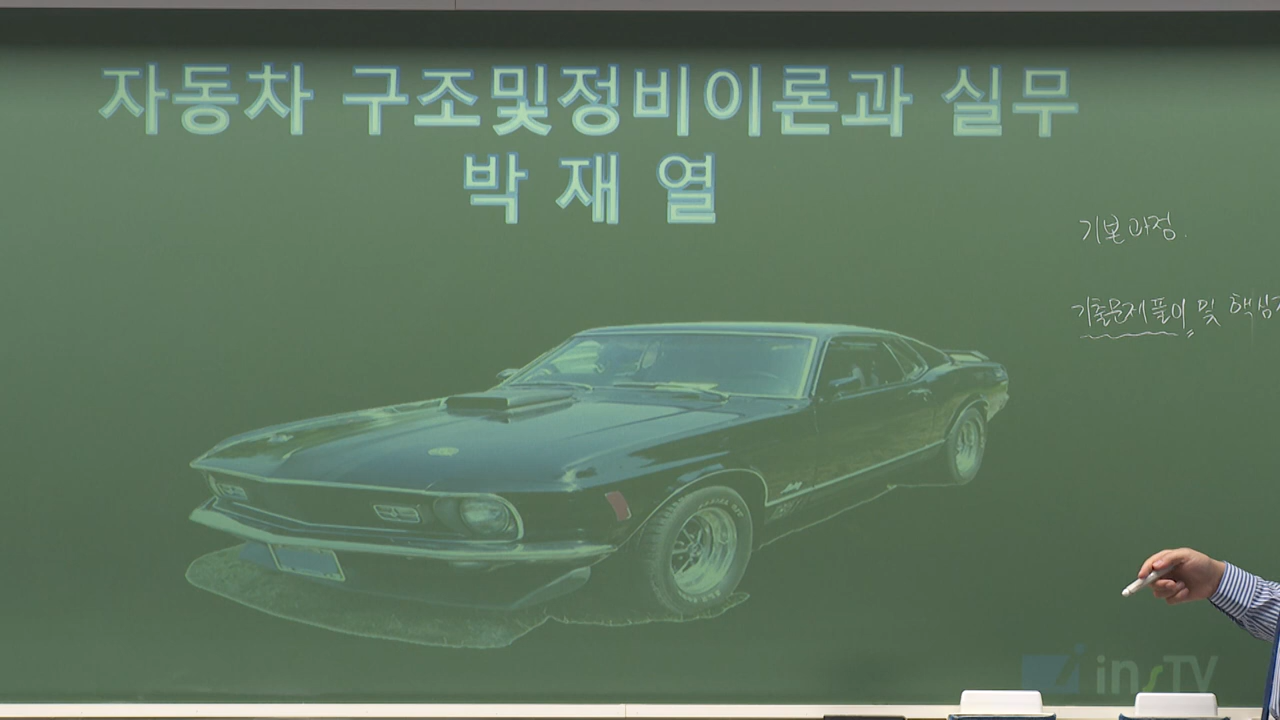 자동차 구조및정비이론과 실무
박 재 열
기본과정.
기출문제풀이 및 핵심
insTV